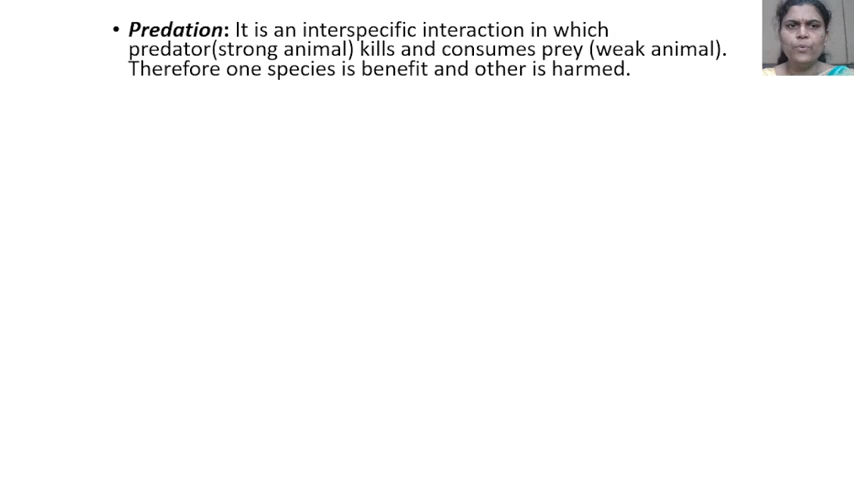 • Predation: It is an interspecific interaction in which
predator(strong animal) kills and consumes prey (weak animal).
Therefore one species is benefit and other is harmed.